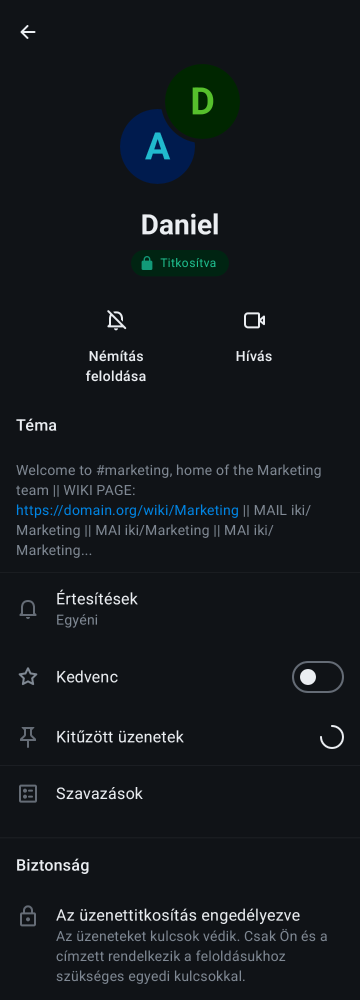 D
A
Daniel
Titkosítva
Némítás
feloldása
Hívás
Téma
Welcome to #marketing, home of the Marketing
team || WIKI PAGE:
https://domain.org/wiki/Marketing || MAIL iki/
Marketing || MAI iki/Marketing || MAI iki/
Marketing...
Értesítések
Egyéni
Kedvenc
Kitűzött üzenetek
Szavazások
Biztonság
Az üzenettitkosítás engedélyezve
Az üzeneteket kulcsok védik. Csak Ön és a
címzett rendelkezik a feloldásukhoz
szükséges egyedi kulcsokkal.